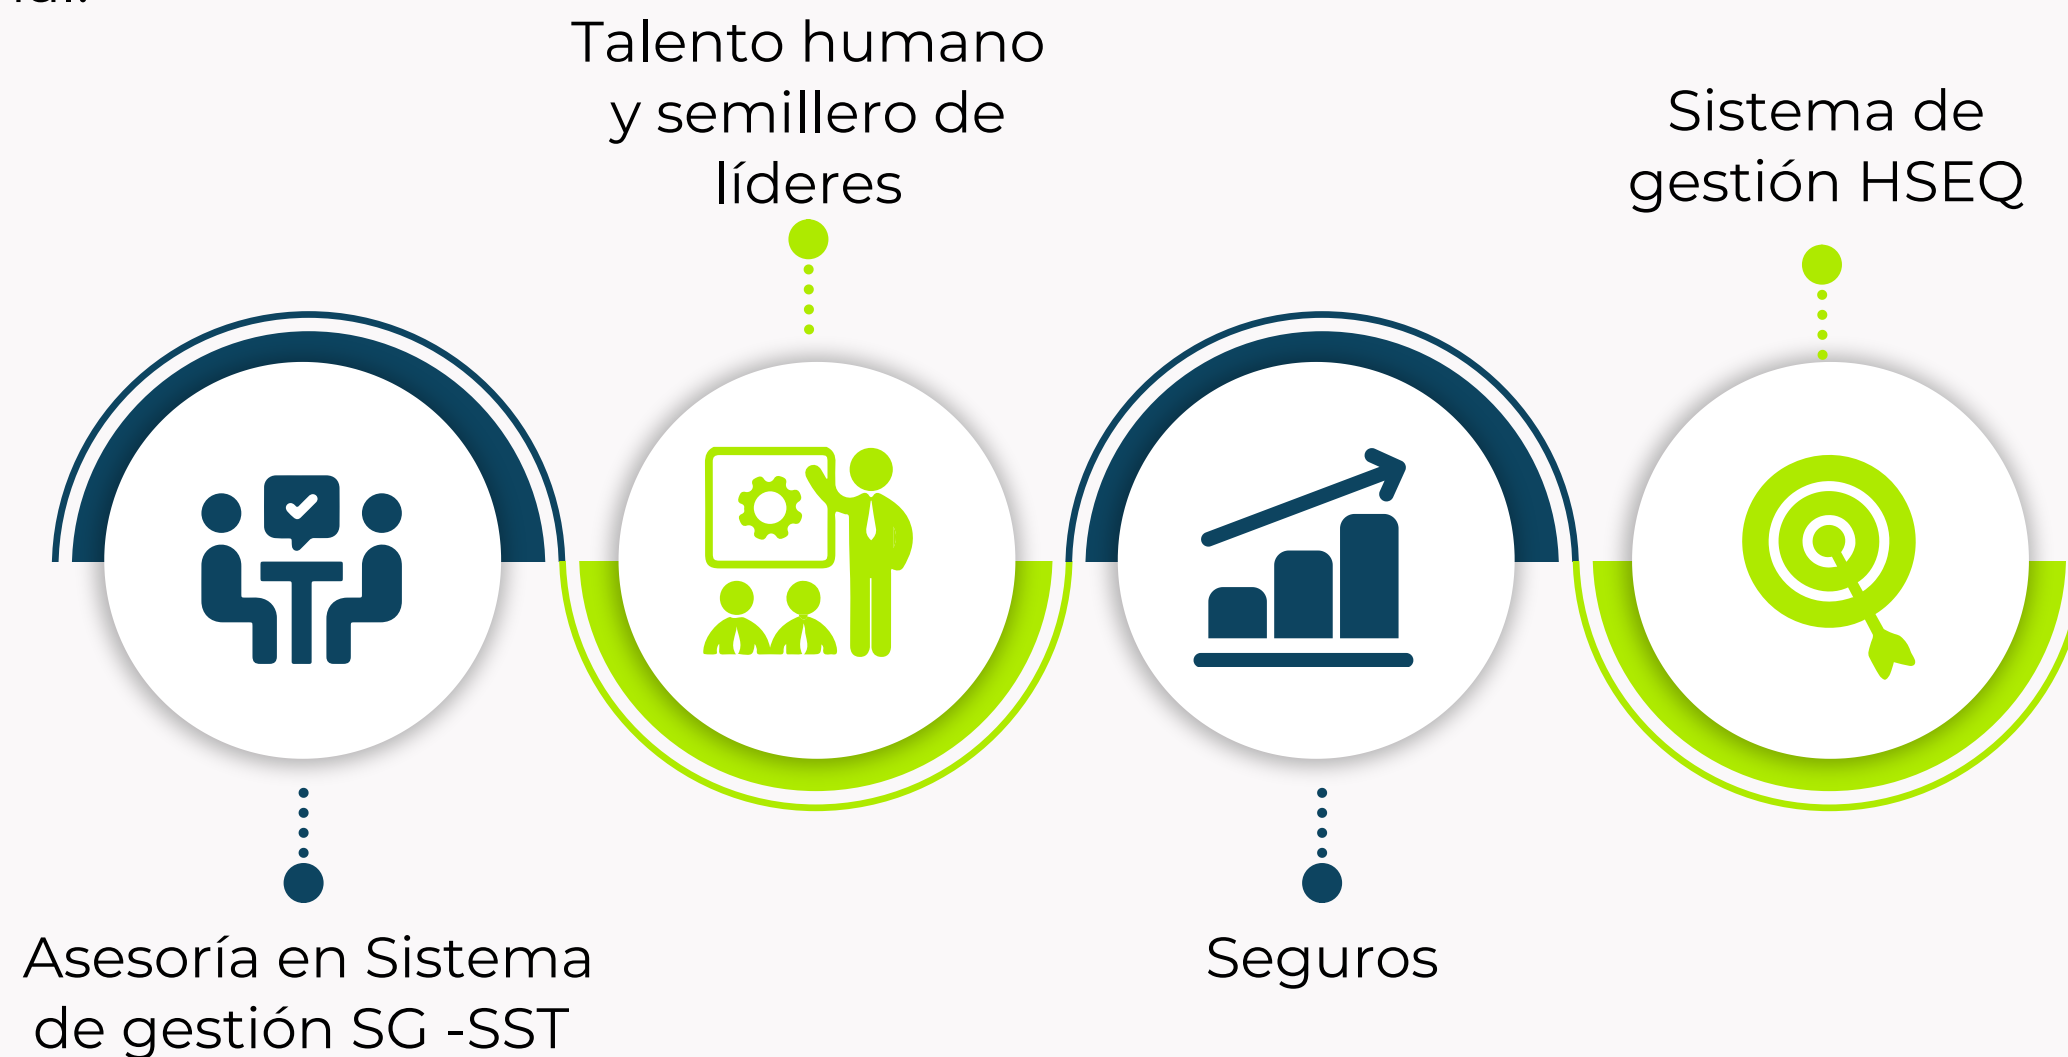 Talento humano
y semillero de
líderes
Sistema de
gestión HSEQ
Asesoría en Sistema
de gestión SG -SST
Seguros